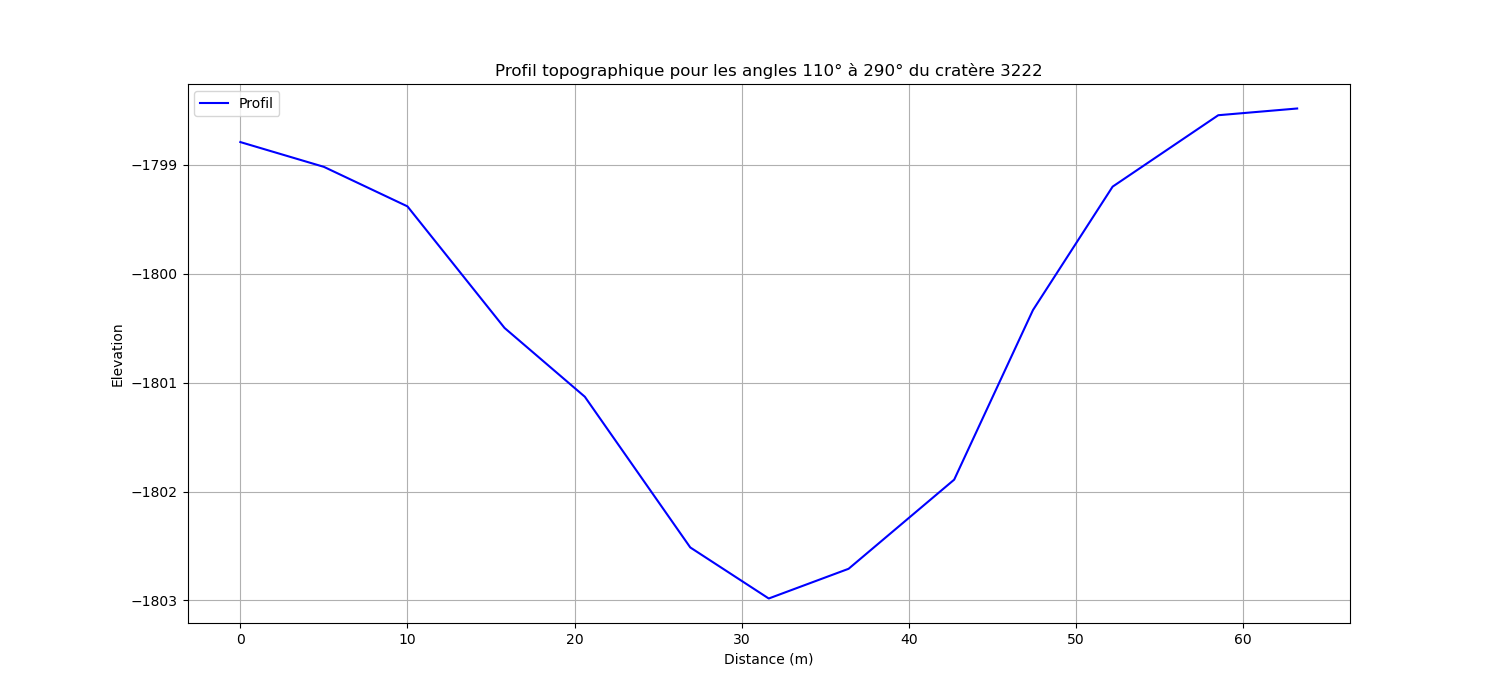 Profil topographique pour les angles 110° à 290° du cratère 3222
Profil
−1799
−1800
−1801
−1802
−1803
Elevation
0 10 20 30 40 50 60
Distance (m)